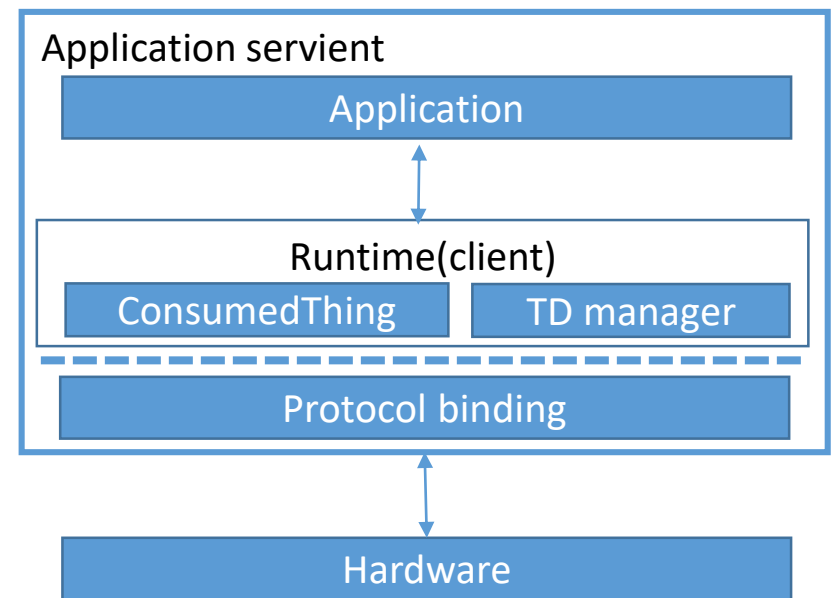 Application servient
Application
Runtime(client)
ConsumedThing
TD manager
Protocol binding
Hardware